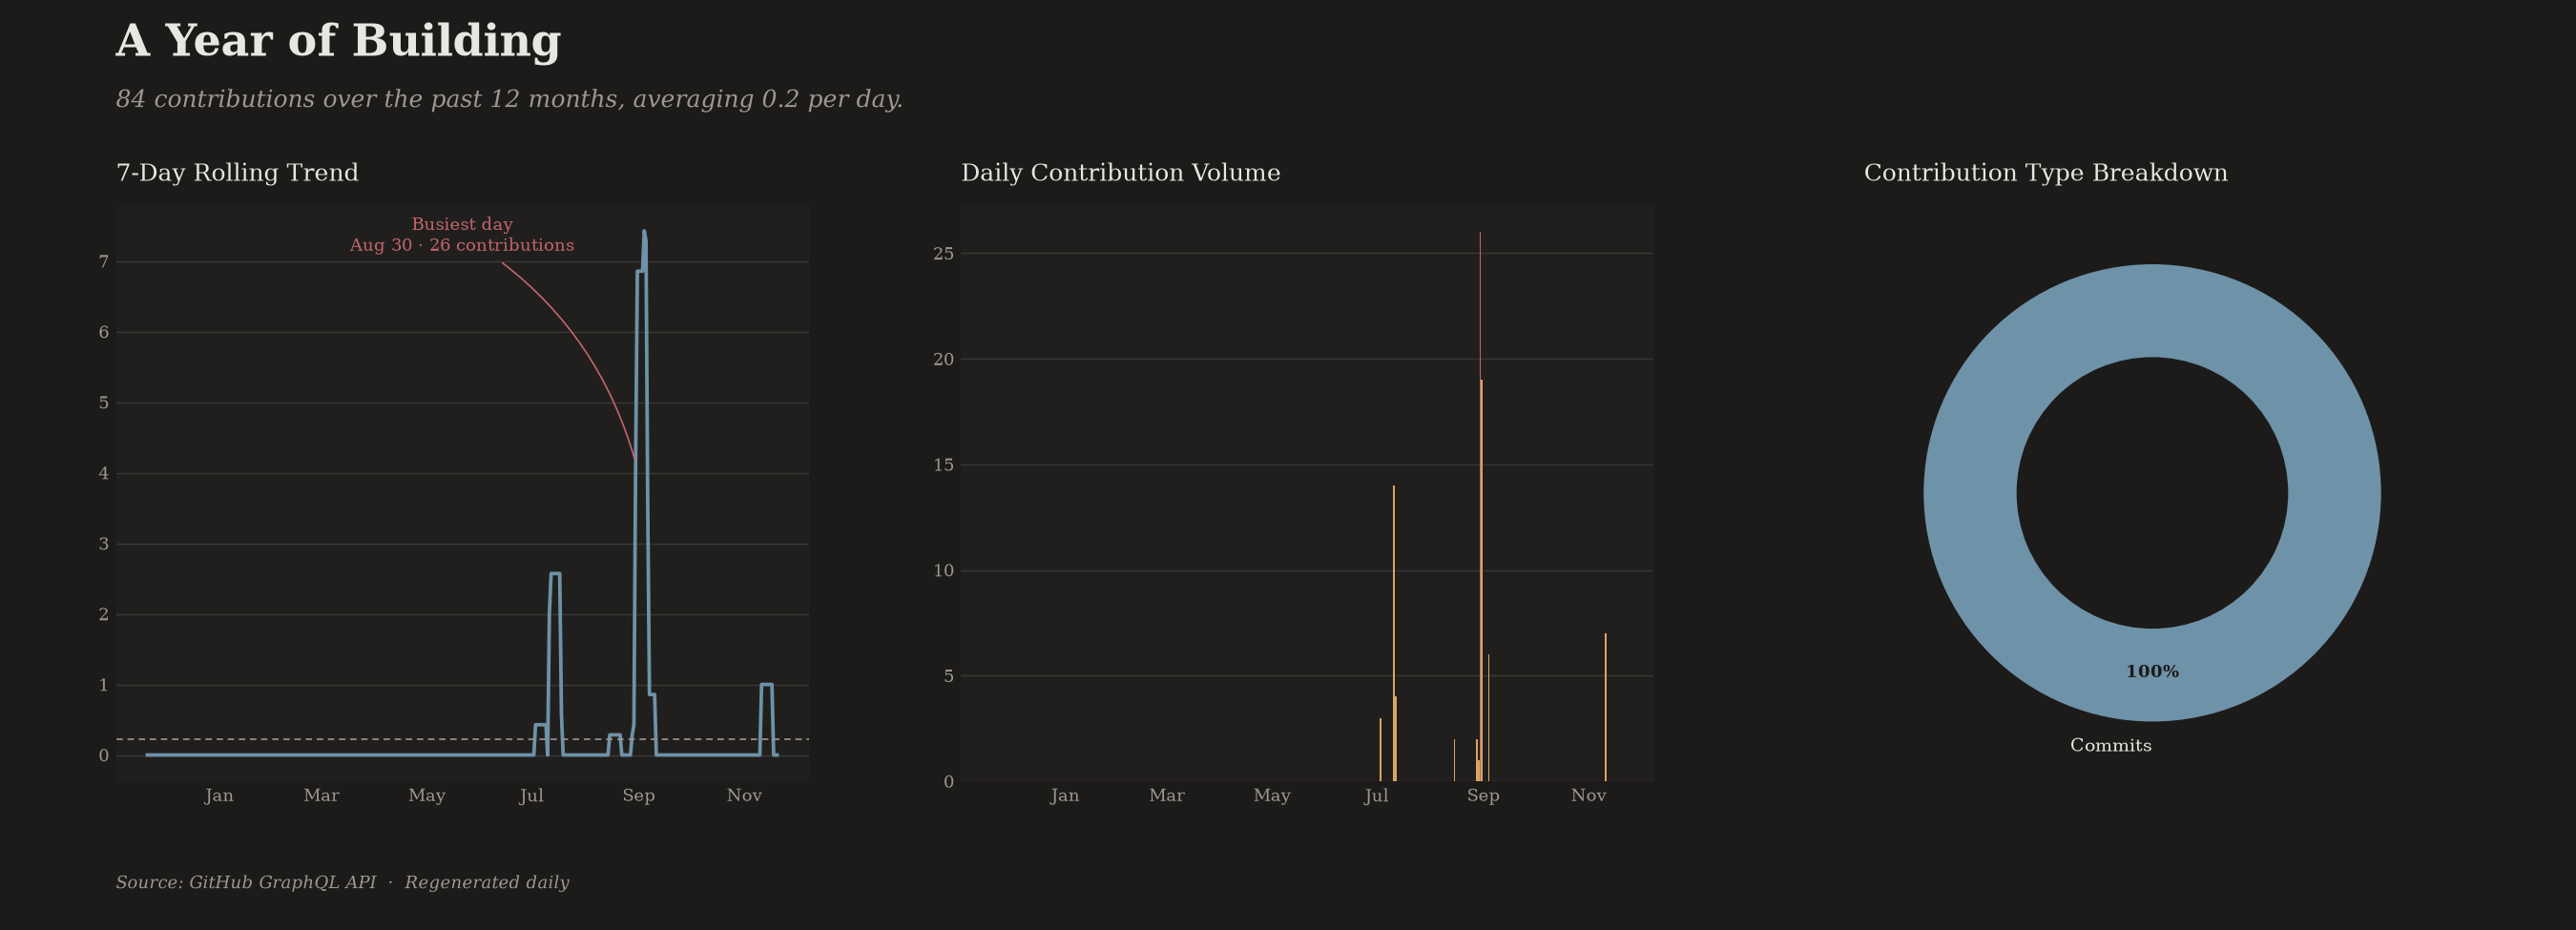 A Year of Building
84 contributions over the past 12 months, averaging 0.2 per day.
7-Day Rolling Trend
Busiest day
Aug 30 · 26 contributions
7
6
5
4
3
2
1
0
Jan Mar May Jul Sep Nov
Daily Contribution Volume
25
20
15
10
5
0
Jan Mar May Jul Sep Nov
Contribution Type Breakdown
100%
Commits
Source: GitHub GraphQL API · Regenerated daily